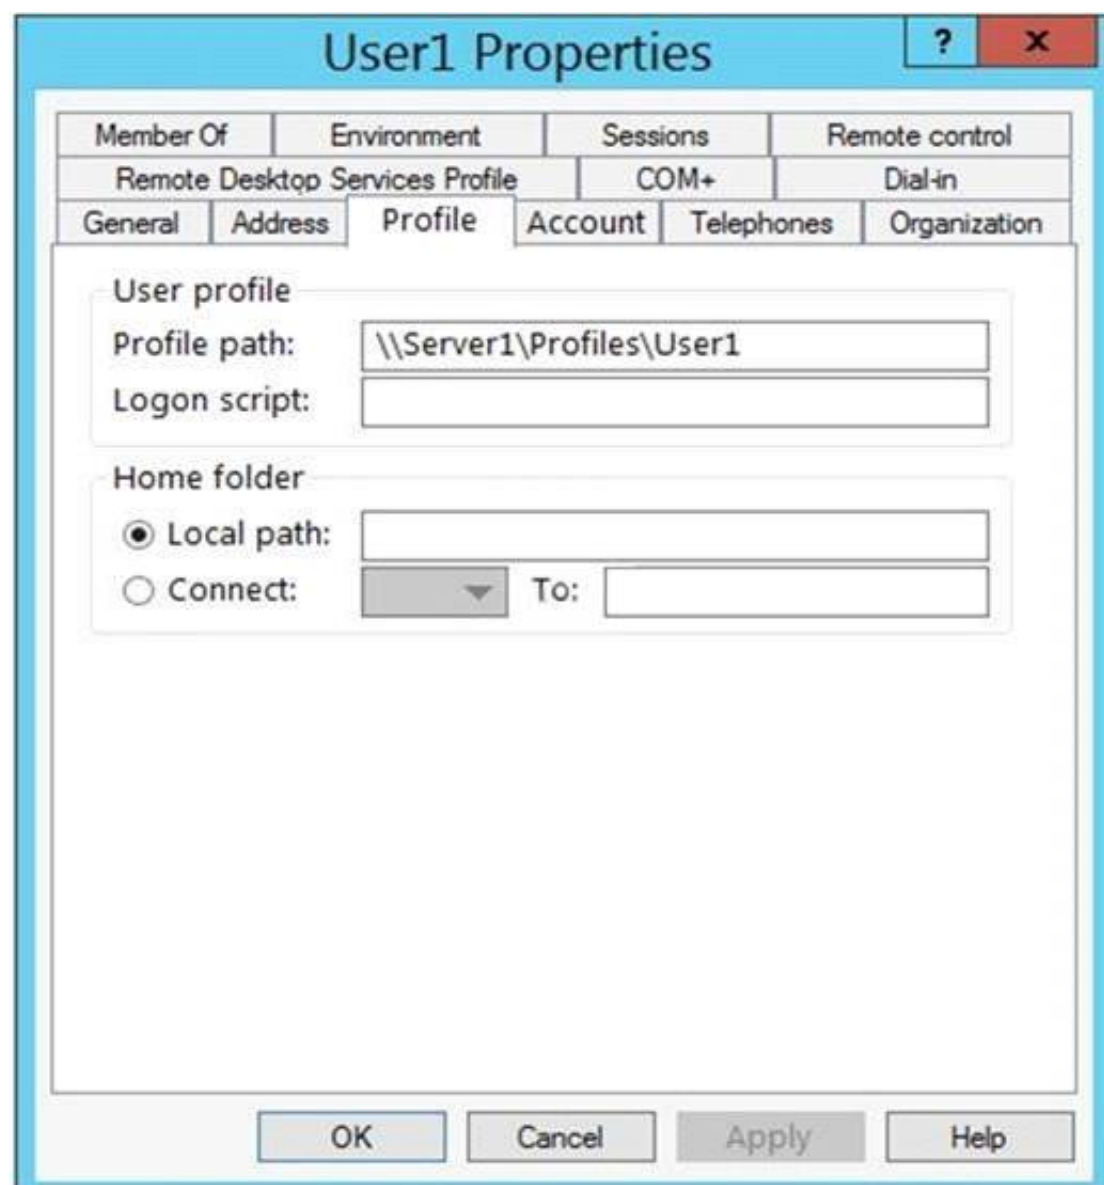 User1 Properties ? x
Member Of Environment Sessions Remote control
Remote Desktop Services Profile COM+ Dial-in
General Address Profile Account Telephones Organization
User profile
Profile path: \\Server1\Profiles\User1
Logon script:
Home folder
Local path:
Connect: To:
OK Cancel Apply Help